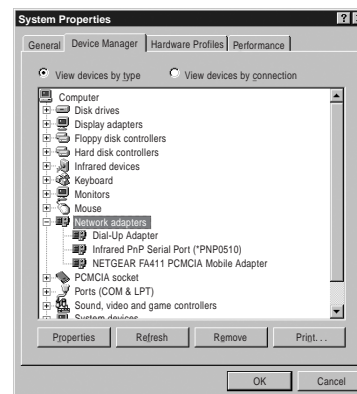 System Properties
General Device Manager Hardware Profiles Performance
View devices by type View devices by connection
Computer
Disk drives
Display adapters
Floppy disk controllers
Hard disk controllers
Infrared devices
Keyboard
Monitors
Mouse
Network adapters
Dial-Up Adapter
Infrared PnP Serial Port (*PNP0510)
NETGEAR FA411 PCMCIA Mobile Adapter
PCMCIA socket
Ports (COM & LPT)
Sound, video and game controllers
System devices
Properties Refresh Remove Print...
OK Cancel